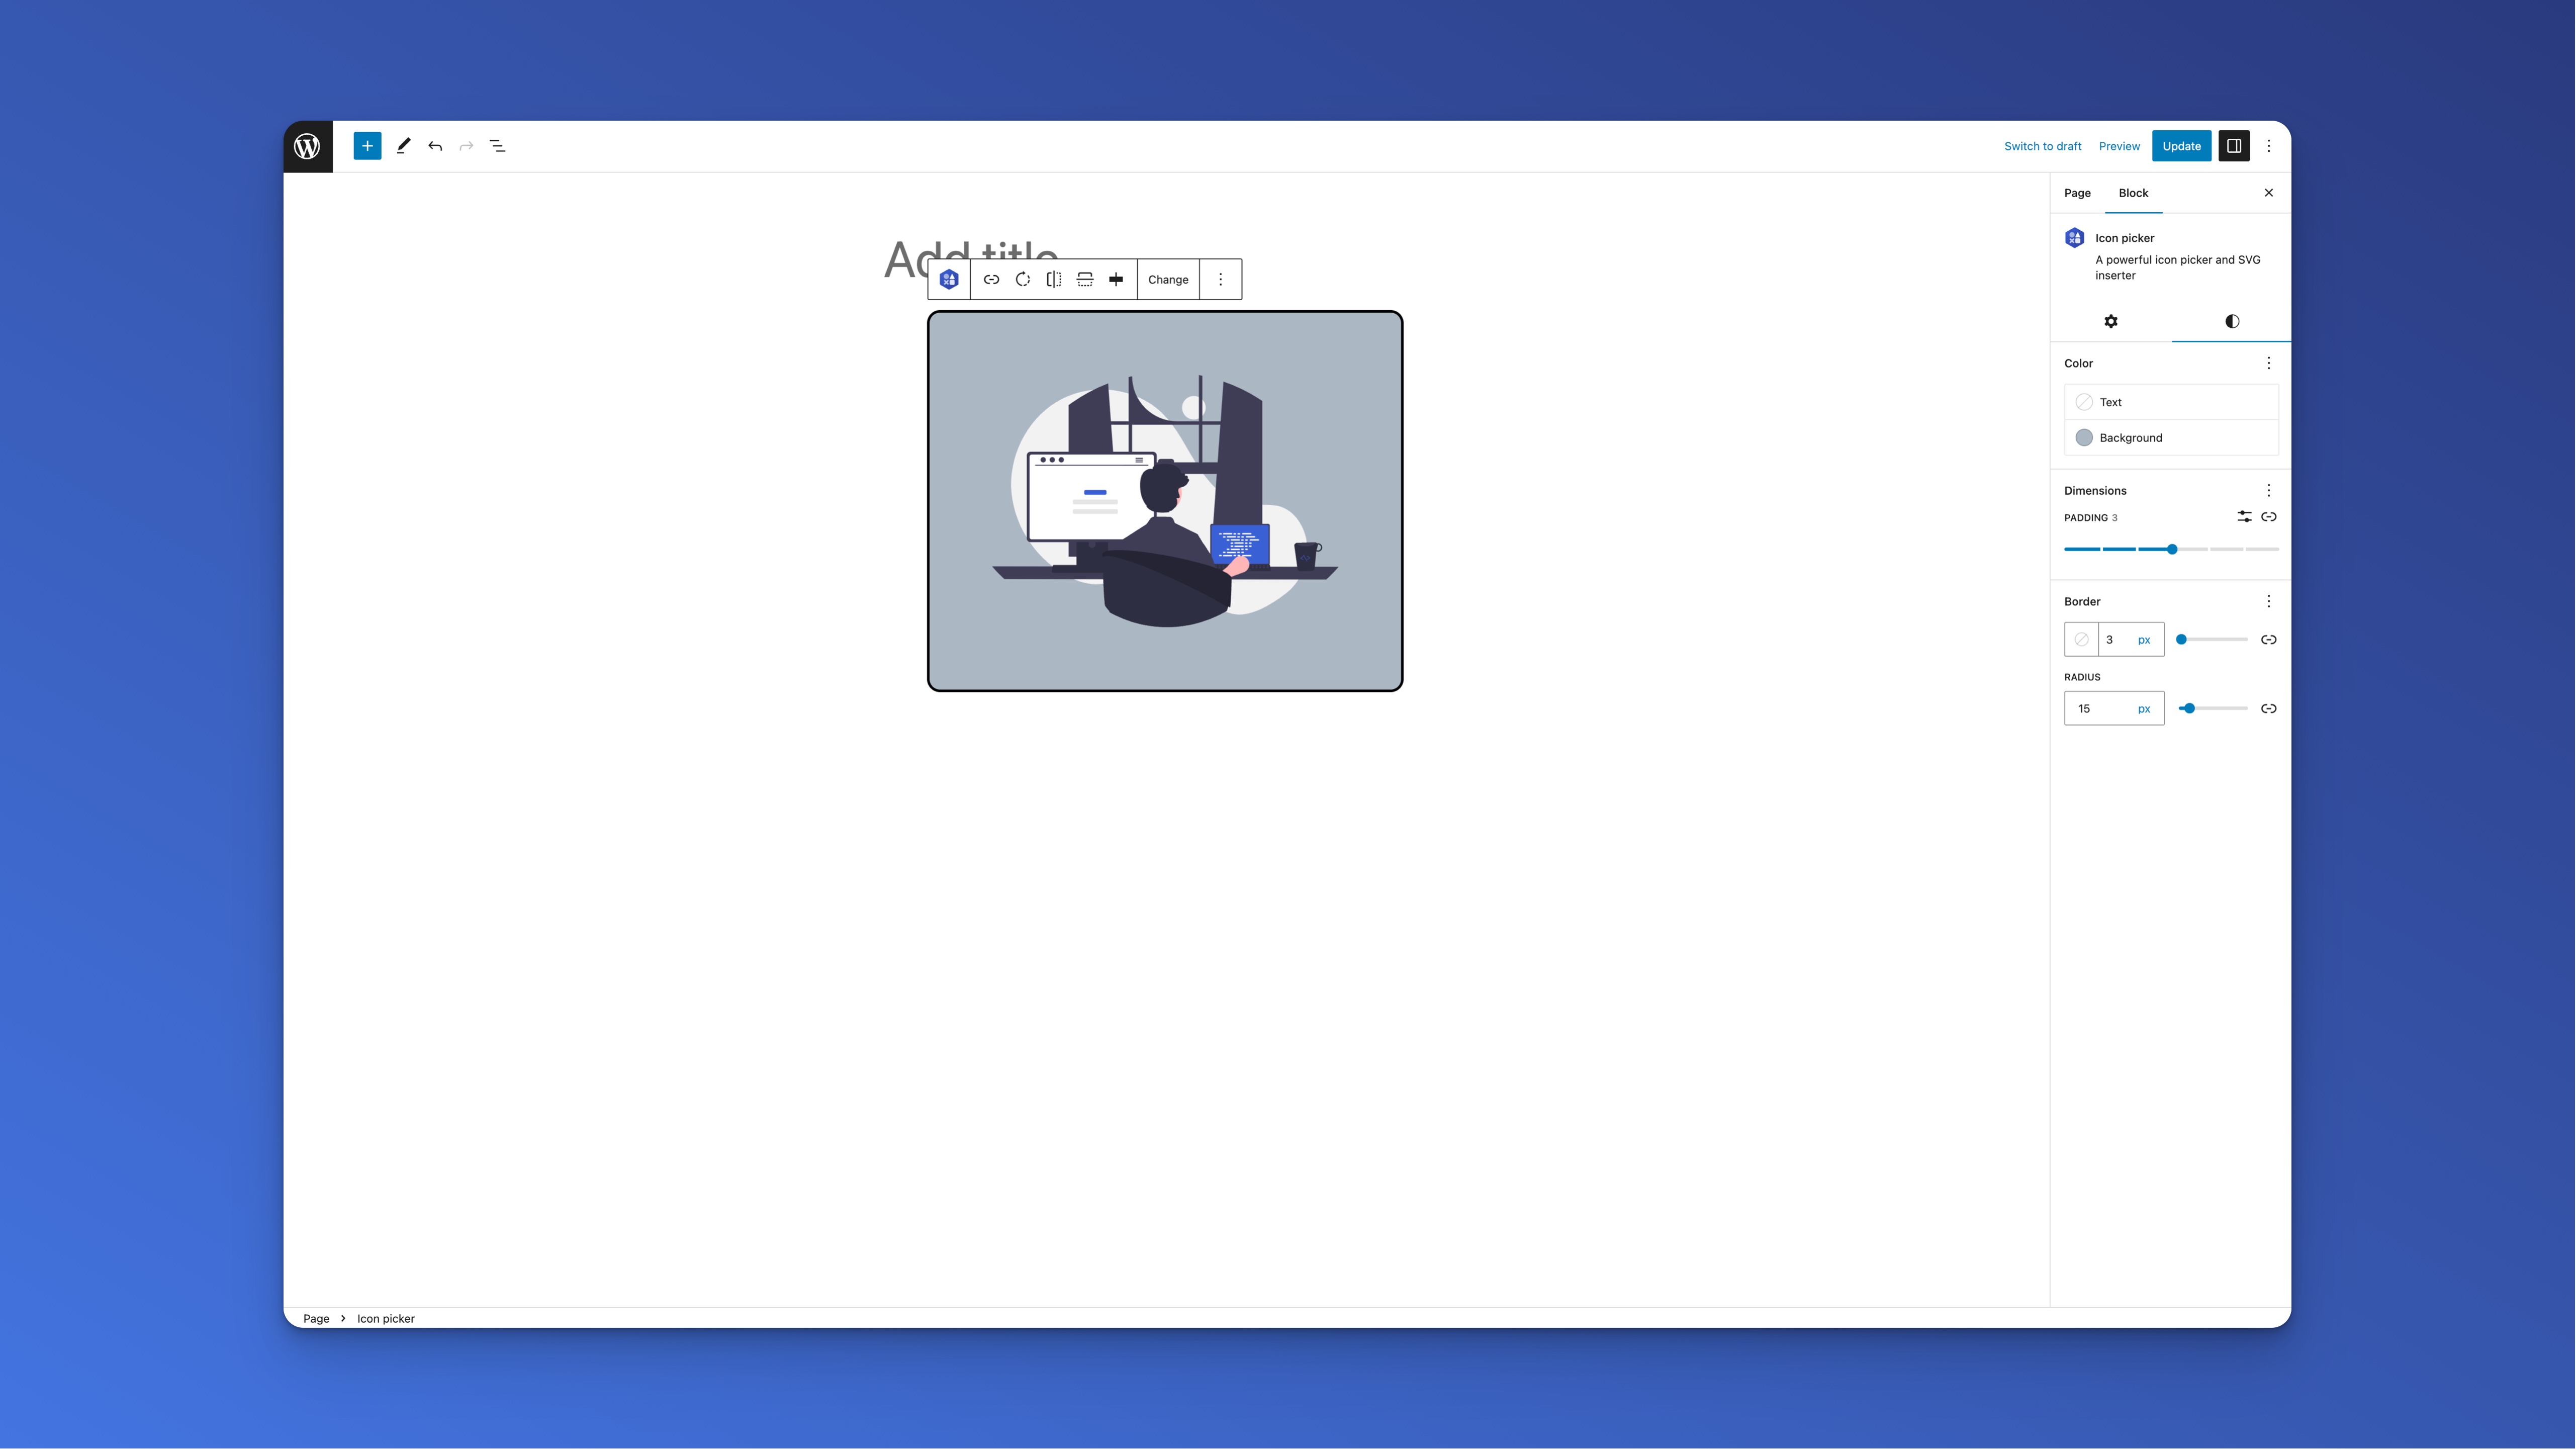 Switch to draft
Preview
Update
Page
Block
Icon picker
A powerful icon picker and SVG
inserter
Add title
Change
Color
Text
Background
Dimensions
PADDING 3
Border
3 px
RADIUS
15 px
Page
Icon picker